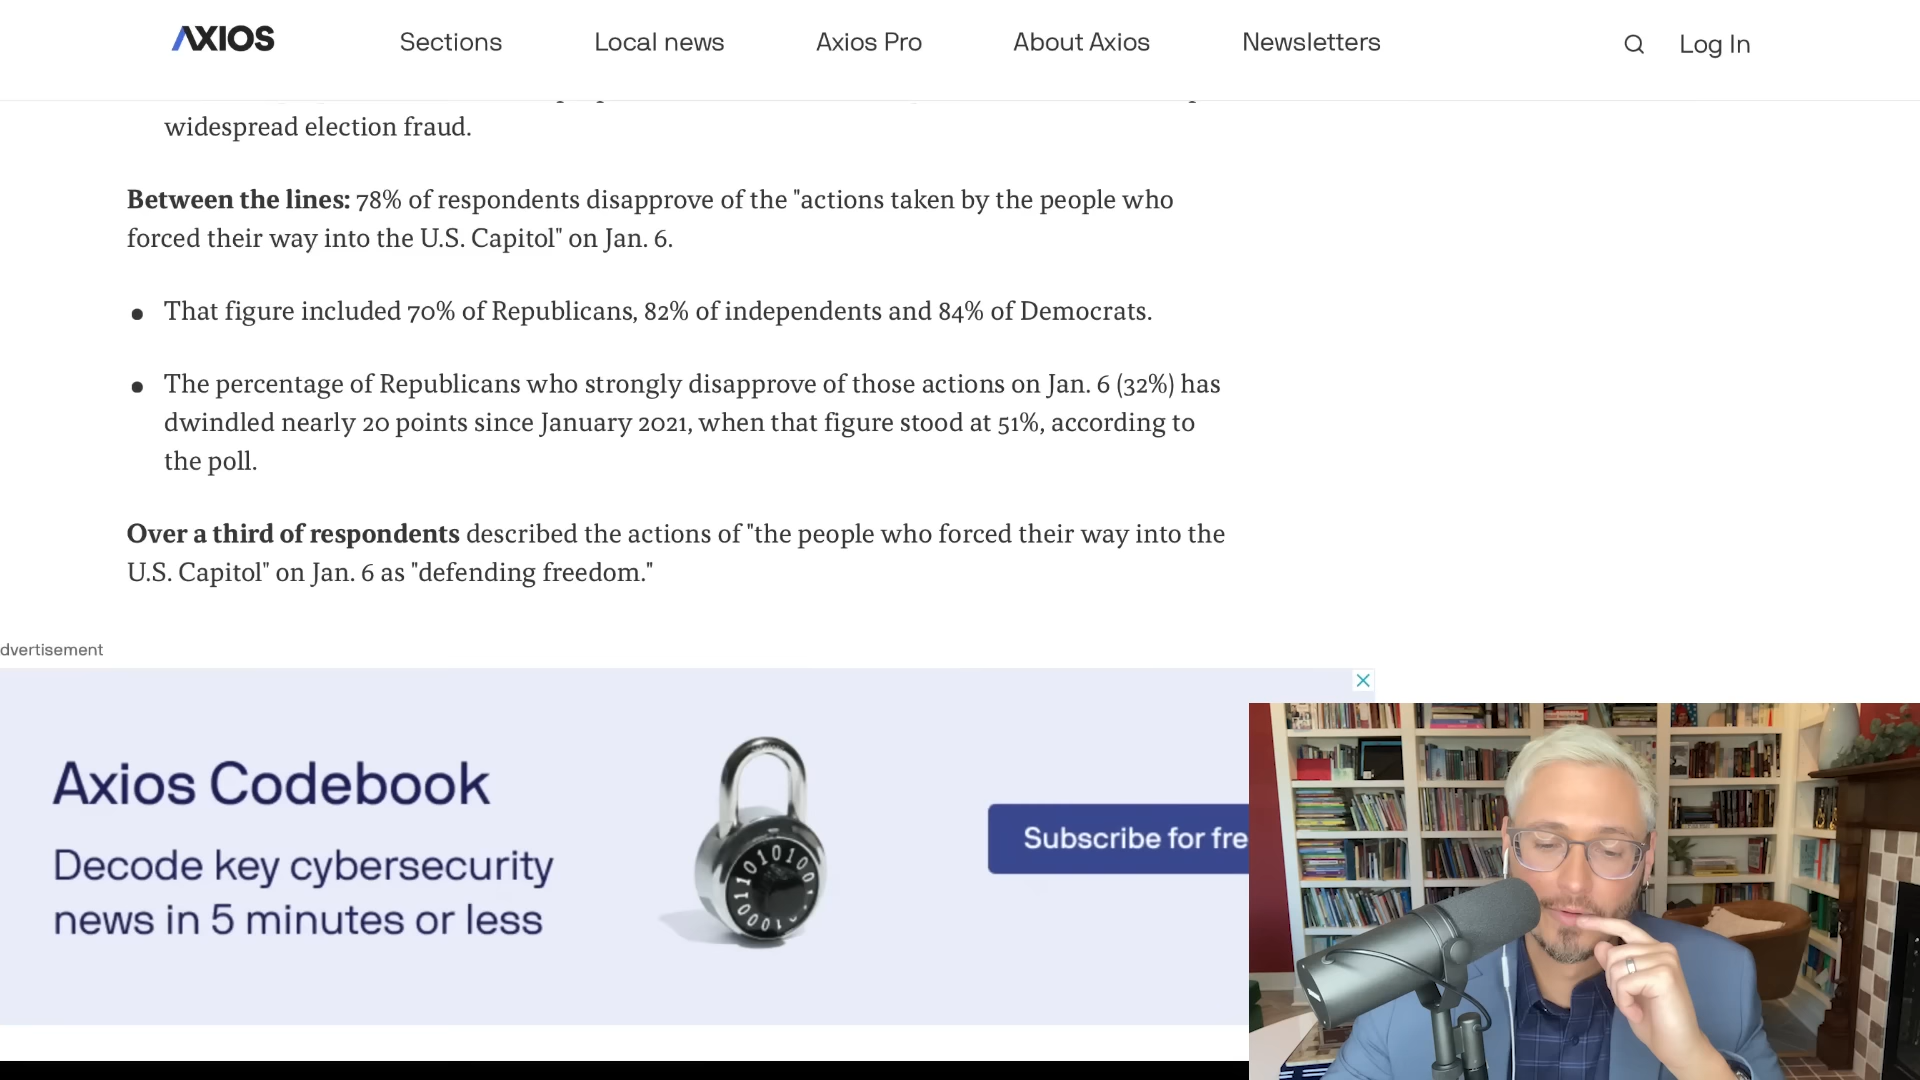 AXIOS
Sections
Local news
Axios Pro
About Axios
Newsletters
Log In
widespread election fraud.
Between the lines: 78% of respondents disapprove of the "actions taken by the people who
forced their way into the U.S. Capitol" on Jan. 6.
That figure included 70% of Republicans, 82% of independents and 84% of Democrats.
The percentage of Republicans who strongly disapprove of those actions on Jan. 6 (32%) has
dwindled nearly 20 points since January 2021, when that figure stood at 51%, according to
the poll.
Over a third of respondents described the actions of "the people who forced their way into the
U.S. Capitol" on Jan. 6 as "defending freedom."
dvertisement
Axios Codebook
Decode key cybersecurity
news in 5 minutes or less
Subscribe for fre